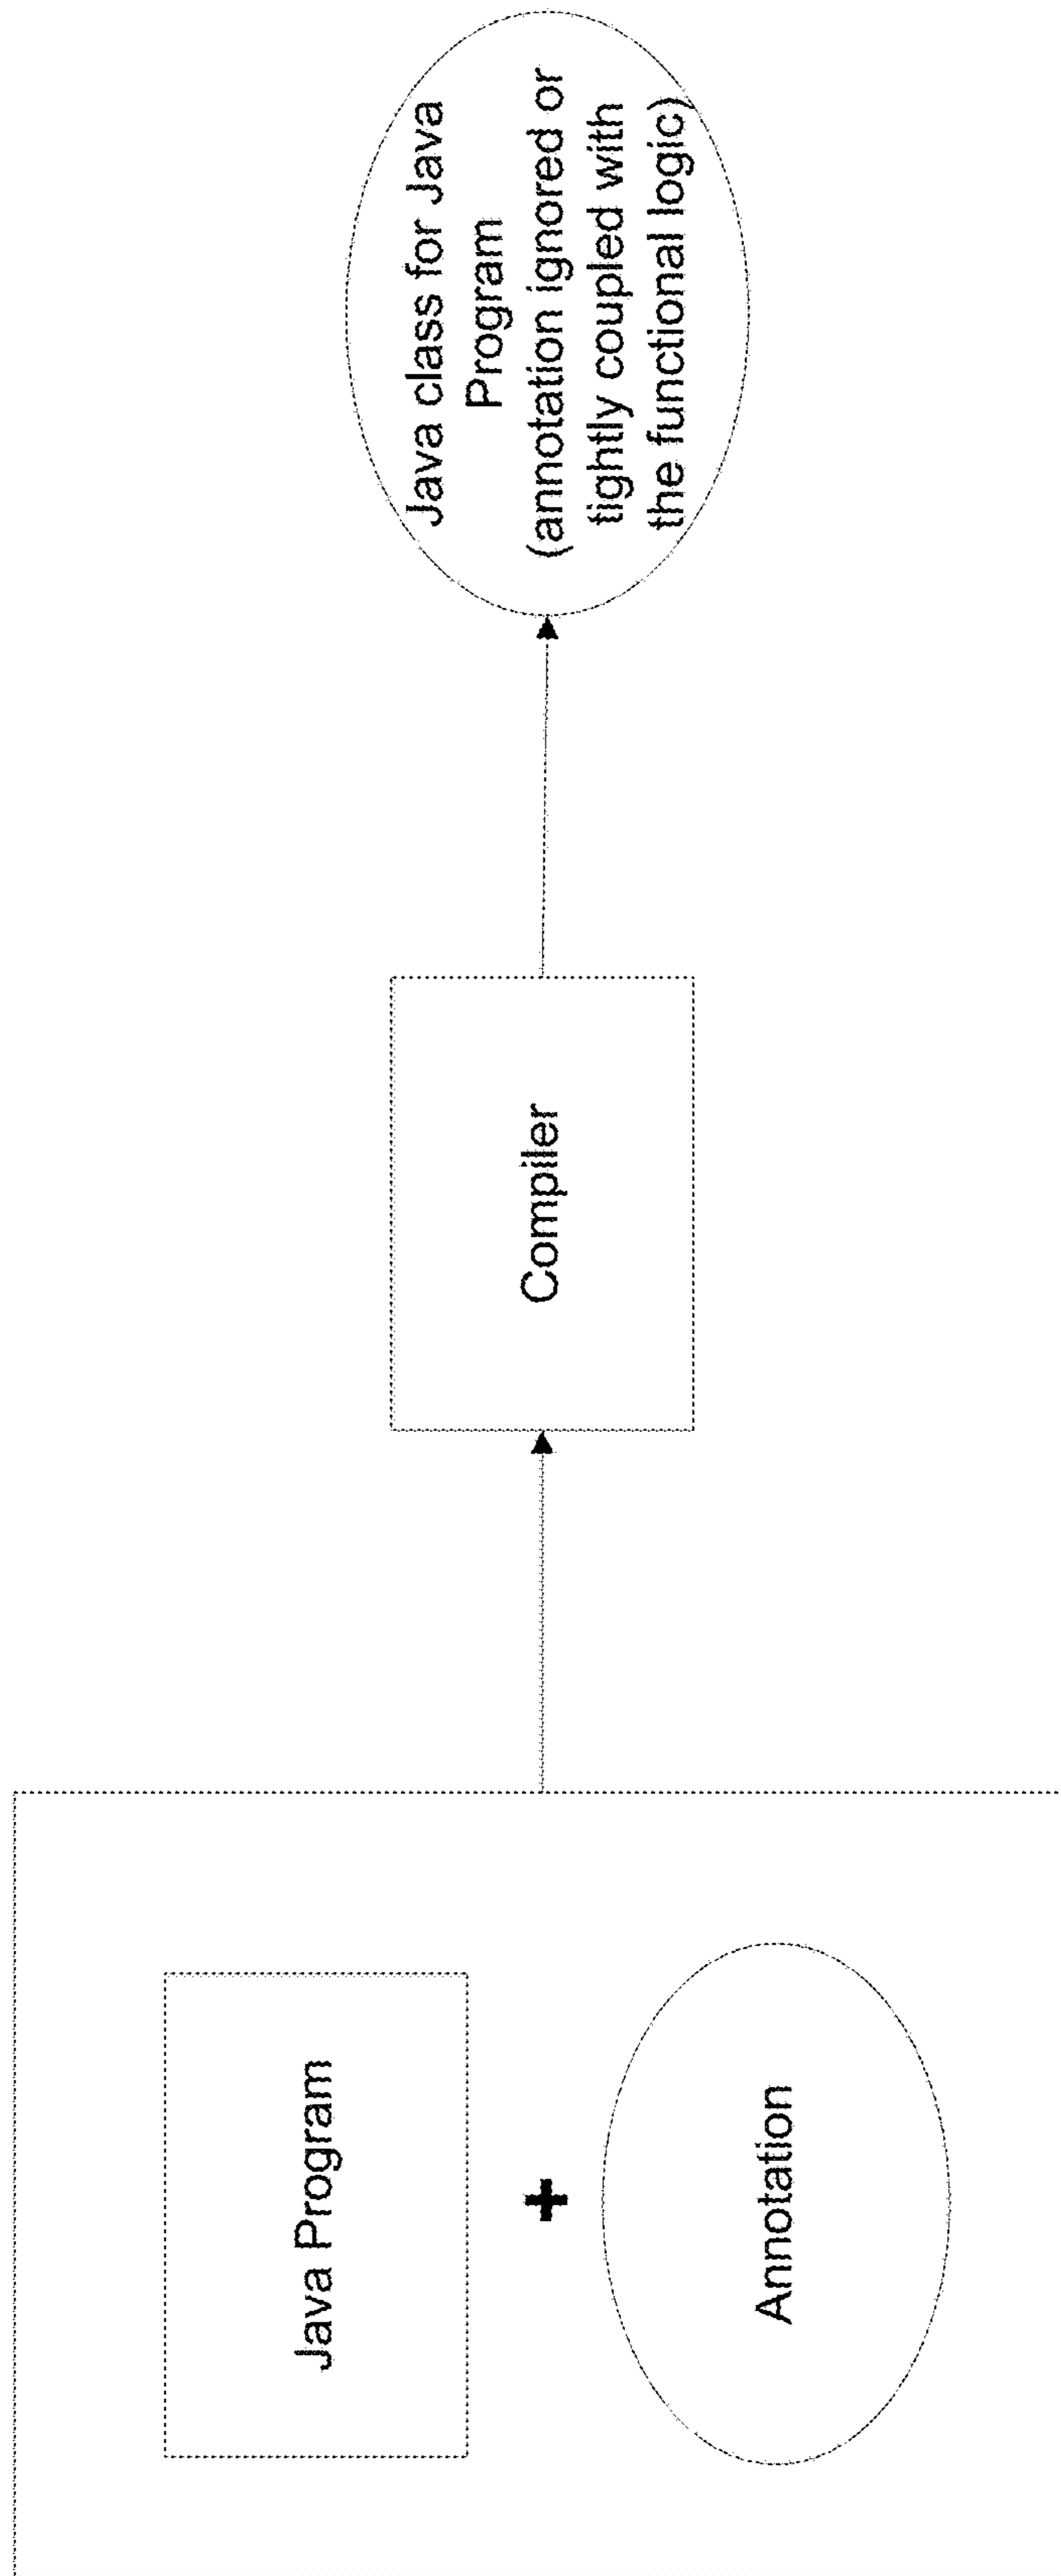 Java Program
+
Annotation
Compiler
Java class for Java
Program
(annotation ignored or
tightly coupled with
the functional logic)